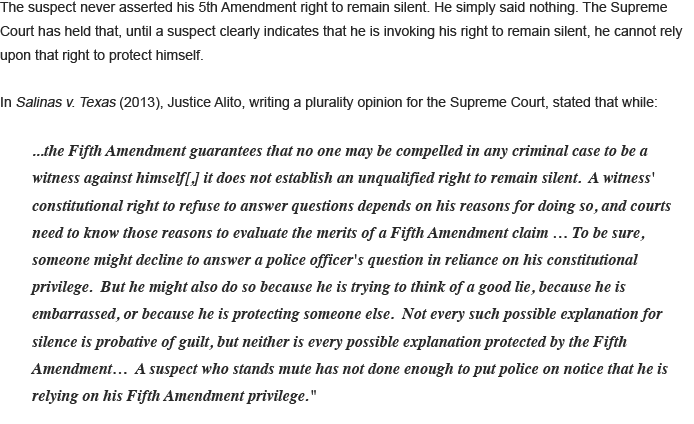 The suspect never asserted his 5th Amendment right to remain silent. He simply said nothing. The Supreme
Court has held that, until a suspect clearly indicates that he is invoking his right to remain silent, he cannot rely
upon that right to protect himself.
In Salinas v. Texas (2013), Justice Alito, writing a plurality opinion for the Supreme Court, stated that while:
...the Fifth Amendment guarantees that no one may be compelled in any criminal case to be a
witness against himself[,] it does not establish an unqualified right to remain silent. A witness'
constitutional right to refuse to answer questions depends on his reasons for doing so, and courts
need to know those reasons to evaluate the merits of a Fifth Amendment claim … To be sure,
someone might decline to answer a police officer's question in reliance on his constitutional
privilege. But he might also do so because he is trying to think of a good lie, because he is
embarrassed, or because he is protecting someone else. Not every such possible explanation for
silence is probative of guilt, but neither is every possible explanation protected by the Fifth
Amendment… A suspect who stands mute has not done enough to put police on notice that he is
relying on his Fifth Amendment privilege."